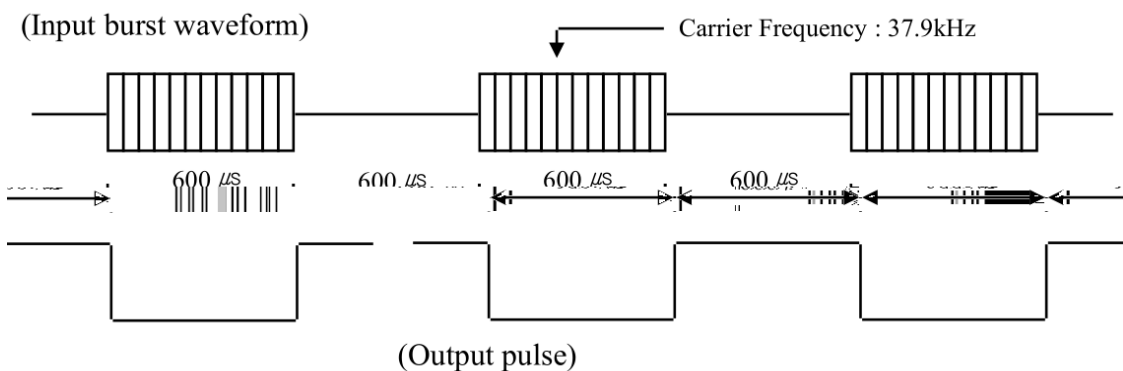 (Input burst waveform)
Carrier Frequency : 37.9kHz
600 μs 600 μs 600 μs 600 μs
(Output pulse)